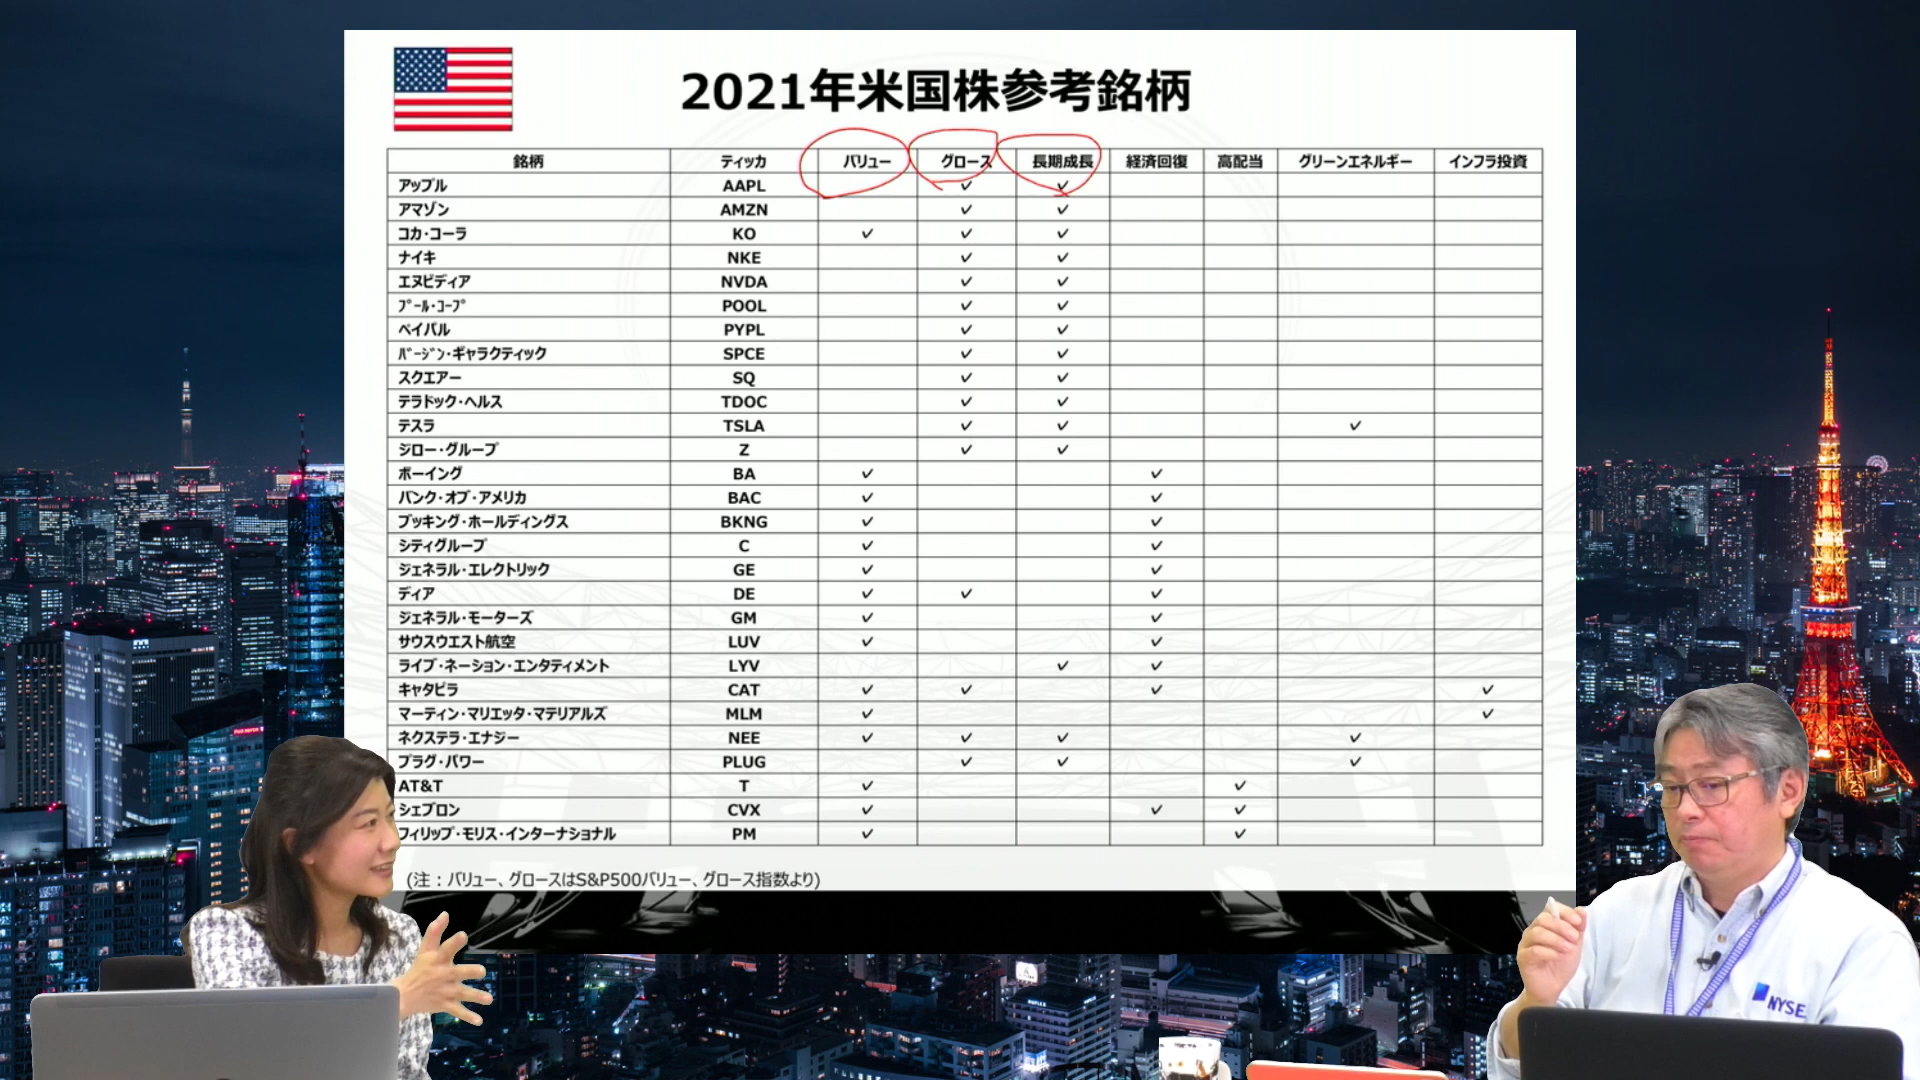 2021年米国株参考銘柄
銘柄 ティッカ バリュー グロース 長期成長 経済回復 高配当 グリーンエネルギー インフラ投資
アップル AAPL ✓ ✓
アマゾン AMZN ✓ ✓
コカ・コーラ KO ✓ ✓ ✓
ナイキ NKE ✓ ✓
エヌビディア NVDA ✓ ✓
プール・コープ POOL ✓ ✓
ペイパル PYPL ✓ ✓
バージン・ギャラクティック SPCE ✓ ✓
スクエアー SQ ✓ ✓
テラドック・ヘルス TDOC ✓ ✓
テスラ TSLA ✓ ✓ ✓
ジロー・グループ Z ✓ ✓
ボーイング BA ✓ ✓
バンク・オブ・アメリカ BAC ✓ ✓
ブッキング・ホールディングス BKNG ✓ ✓
シティグループ C ✓ ✓
ジェネラル・エレクトリック GE ✓ ✓
ディア DE ✓ ✓ ✓
ジェネラル・モーターズ GM ✓ ✓
サウスウエスト航空 LUV ✓ ✓
ライブ・ネーション・エンタティメント LYV ✓ ✓
キャタピラ CAT ✓ ✓ ✓ ✓
マーティン・マリエッタ・マテリアルズ MLM ✓ ✓
ネクステラ・エナジー NEE ✓ ✓ ✓ ✓
プラグ・パワー PLUG ✓ ✓ ✓
AT&T T ✓ ✓
シェブロン CVX ✓ ✓ ✓
フィリップ・モリス・インターナショナル PM ✓ ✓
(注：バリュー、グロースはS&P500バリュー、グロース指数より)
NYSE